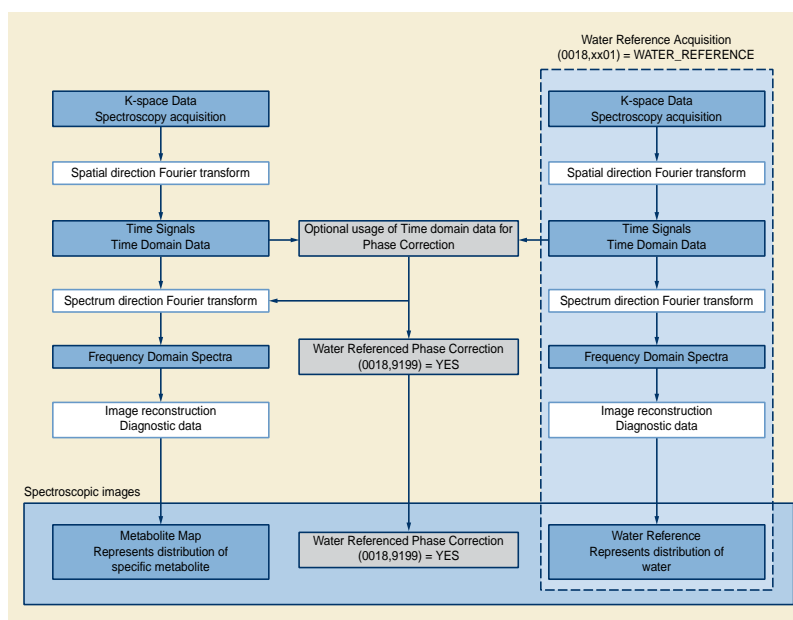 Water Reference Acquisition
(0018,xx01) = WATER_REFERENCE
K-space Data
Spectroscopy acquisition
K-space Data
Spectroscopy acquisition
Spatial direction Fourier transform
Spatial direction Fourier transform
Time Signals
Time Domain Data
Optional usage of Time domain data for
Phase Correction
Time Signals
Time Domain Data
Spectrum direction Fourier transform
Spectrum direction Fourier transform
Frequency Domain Spectra
Water Referenced Phase Correction
(0018,9199) = YES
Frequency Domain Spectra
Image reconstruction
Diagnostic data
Image reconstruction
Diagnostic data
Spectroscopic images
Metabolite Map
Represents distribution of
specific metabolite
Water Referenced Phase Correction
(0018,9199) = YES
Water Reference
Represents distribution of
water